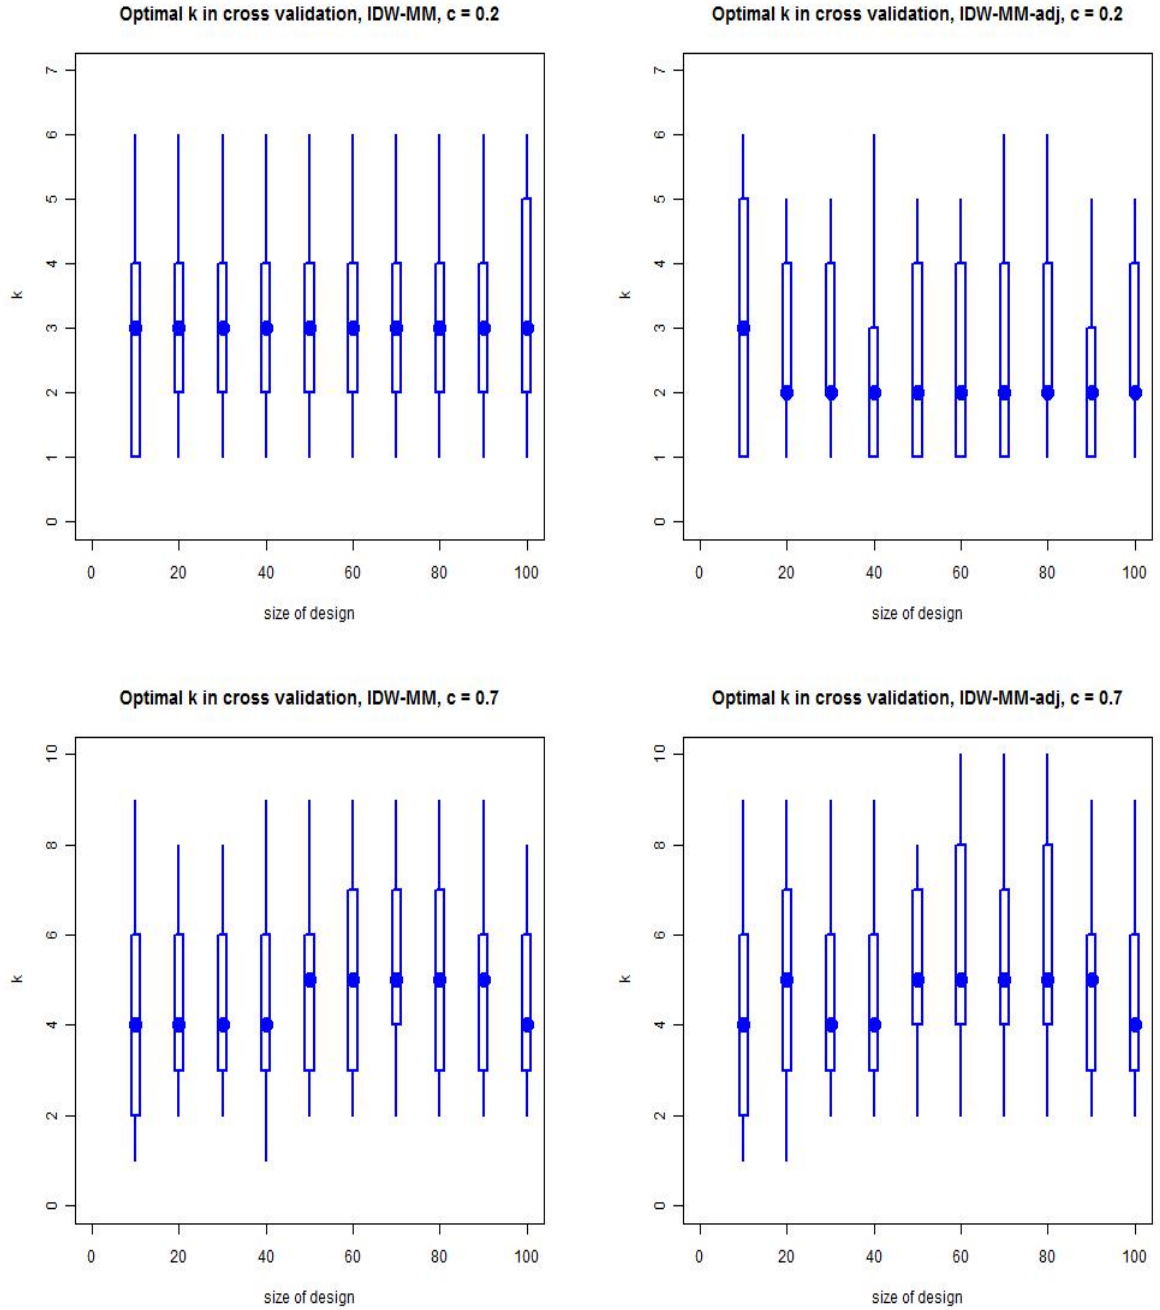 Optimal k in cross validation, IDW-MM, c = 0.2
7
6
5
4
3
2
1
0
k
0 20 40 60 80 100
size of design
Optimal k in cross validation, IDW-MM-adj, c = 0.2
7
6
5
4
3
2
1
0
k
0 20 40 60 80 100
size of design
Optimal k in cross validation, IDW-MM, c = 0.7
10
8
6
4
2
0
k
0 20 40 60 80 100
size of design
Optimal k in cross validation, IDW-MM-adj, c = 0.7
10
8
6
4
2
0
k
0 20 40 60 80 100
size of design